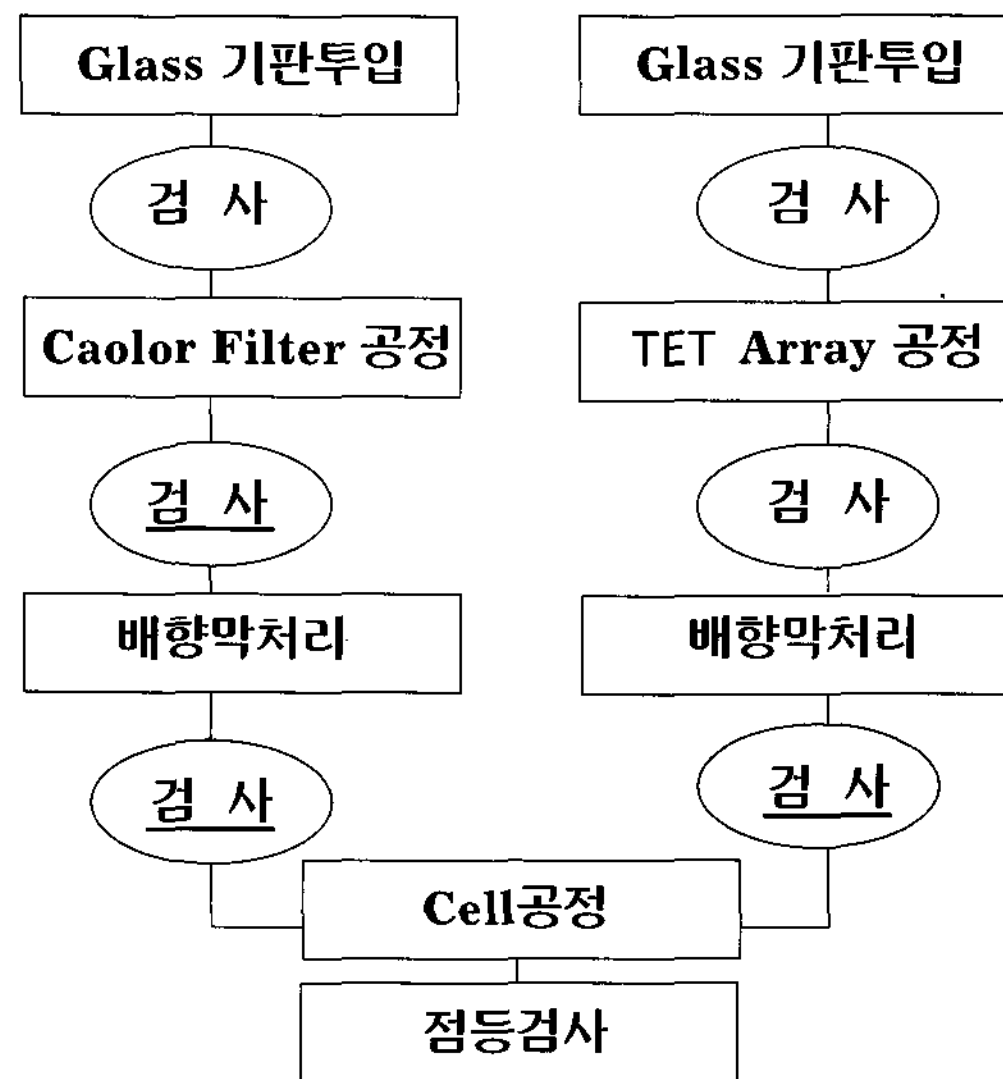 Glass 기판투입
검 사
Caolor Filter 공정
검 사
배향막처리
검 사
Glass 기판투입
검 사
TET Array 공정
검 사
배향막처리
검 사
Cell공정
점등검사